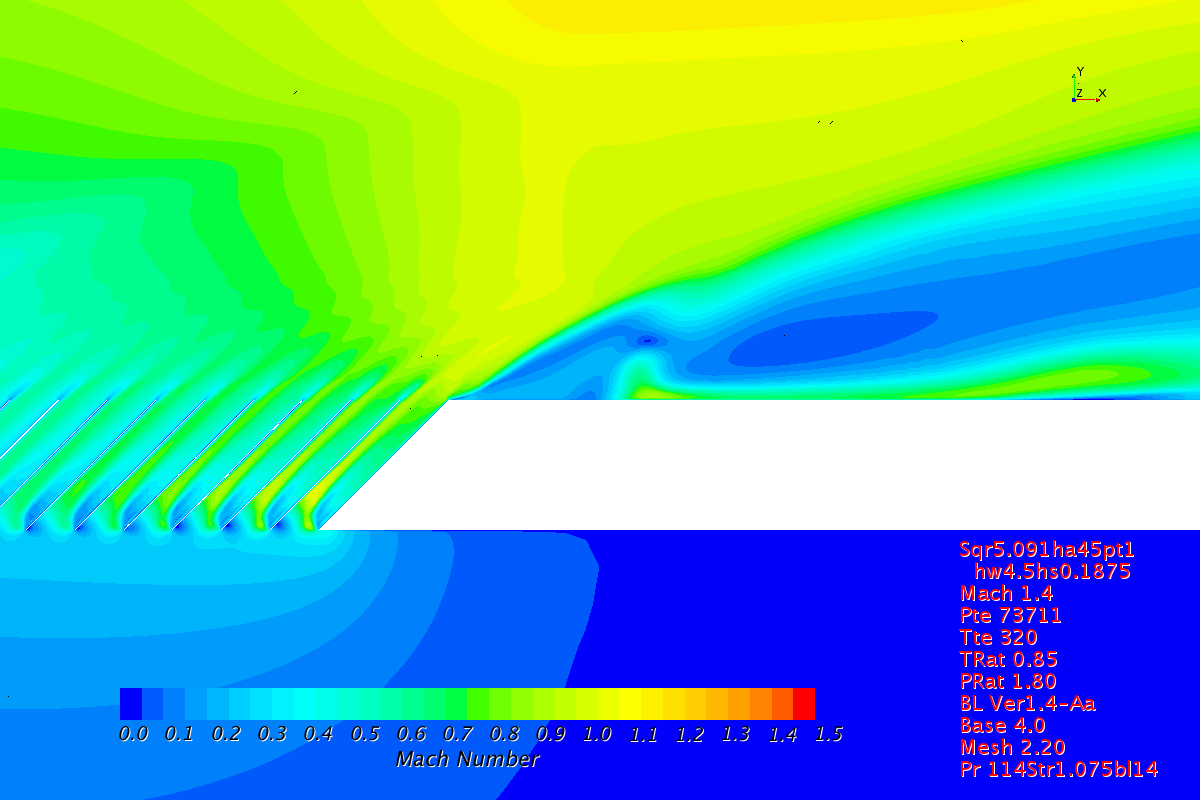 Y
Z X
Sqr5.091ha45pt1
hw4.5hs0.1875
Mach 1.4
Pte 73711
Tte 320
TRat 0.85
PRat 1.80
BL Ver1.4-Aa
Base 4.0
Mesh 2.20
Pr 114Str1.075bl14
0.0 0.1 0.2 0.3 0.4 0.5 0.6 0.7 0.8 0.9 1.0 1.1 1.2 1.3 1.4 1.5
Mach Number